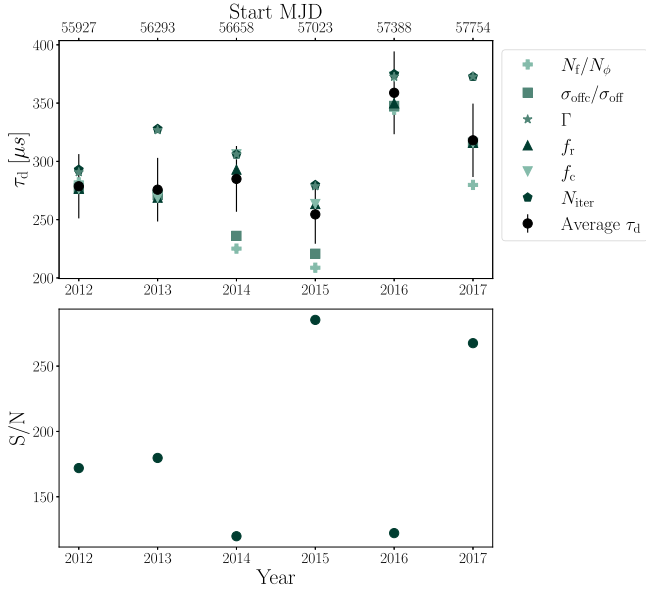 Start MJD
55927 56293 56658 57023 57388 57754
400
350
300
250
200
τd [μs]
2012 2013 2014 2015 2016 2017
Nf/Nϕ
σoffc/σoff
Γ
fr
fc
Niter
Average τd
250
200
150
S/N
2012 2013 2014 2015 2016 2017
Year